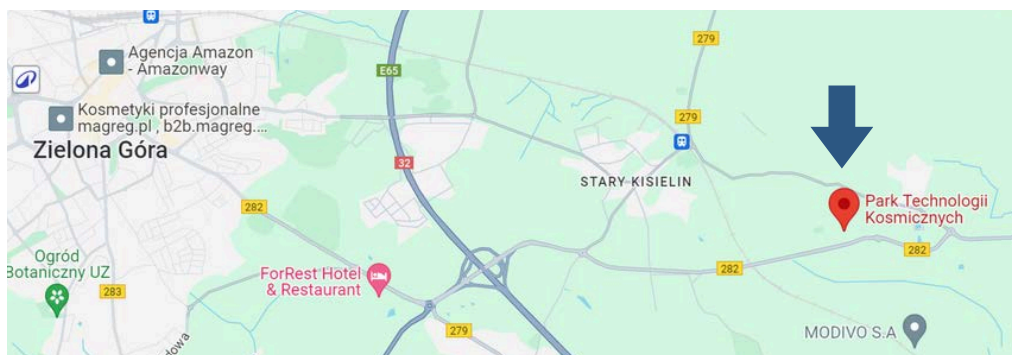 279
Agencja Amazon
- Amazonway
E65
Kosmetyki profesjonalne
magreg.pl , b2b.magreg....
279
Zielona Góra
32
STARY KISIELIN
Park Technologii
Kosmicznych
282
282
282
Ogród
Botaniczny UZ
ForRest Hotel
& Restaurant
283
279
MODIVO S.A